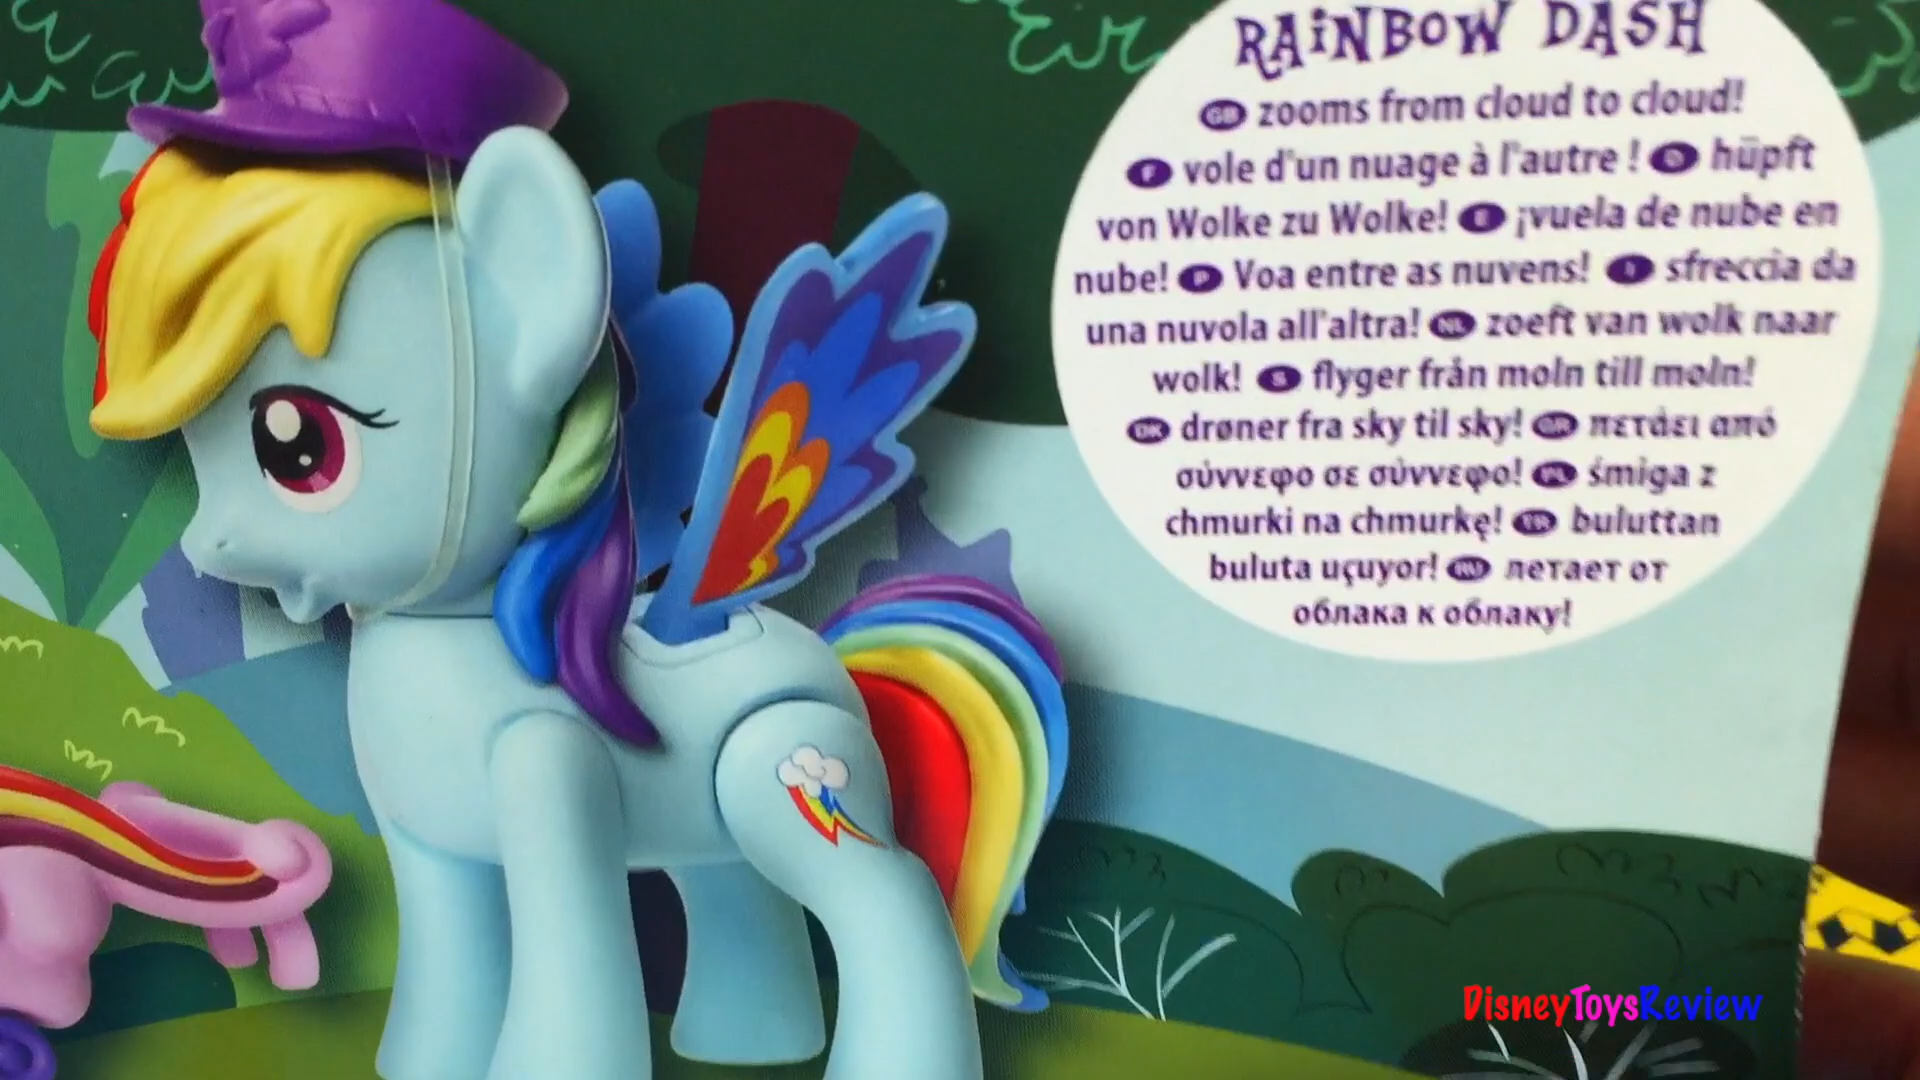 RAINBOW DASH
GB zooms from cloud to cloud!
F vole d'un nuage à l'autre ! D hüpft
von Wolke zu Wolke! E ¡vuela de nube en
nube! P Voa entre as nuvens! I sfreccia da
una nuvola all'altra! NL zoeft van wolk naar
wolk! S flyger från moln till moln!
DK drøner fra sky til sky! GR πετάει από
σύννεφο σε σύννεφο! PL śmiga z
chmurki na chmurkę! TR buluttan
buluta uçuyor! RU летает от
облака к облаку!
DisneyToysReview